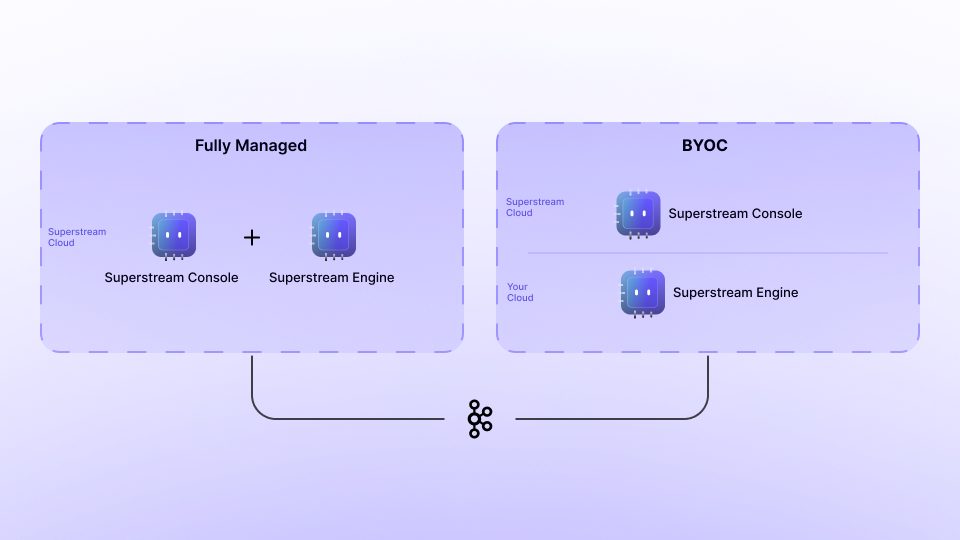 Fully Managed
Superstream
Cloud
Superstream Console
Superstream Engine
BYOC
Superstream
Cloud
Superstream Console
Your
Cloud
Superstream Engine